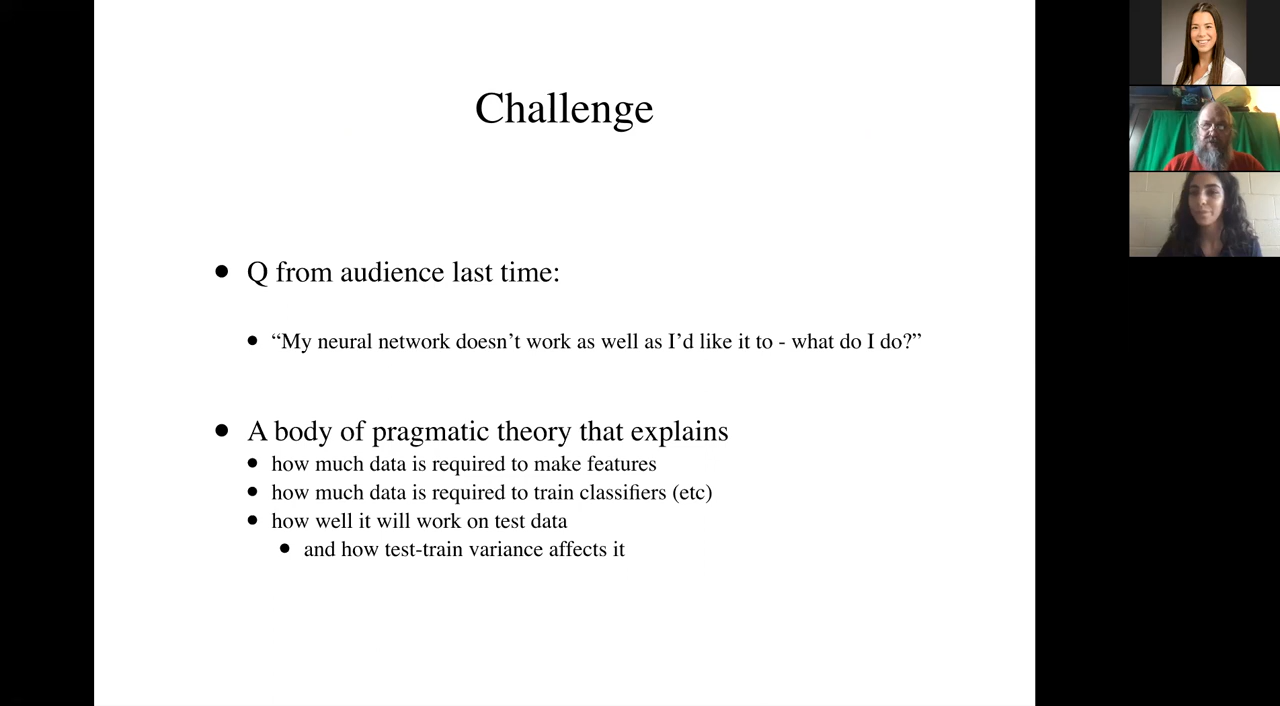 Challenge
• Q from audience last time:
• “My neural network doesn’t work as well as I’d like it to - what do I do?”
• A body of pragmatic theory that explains
• how much data is required to make features
• how much data is required to train classifiers (etc)
• how well it will work on test data
• and how test-train variance affects it